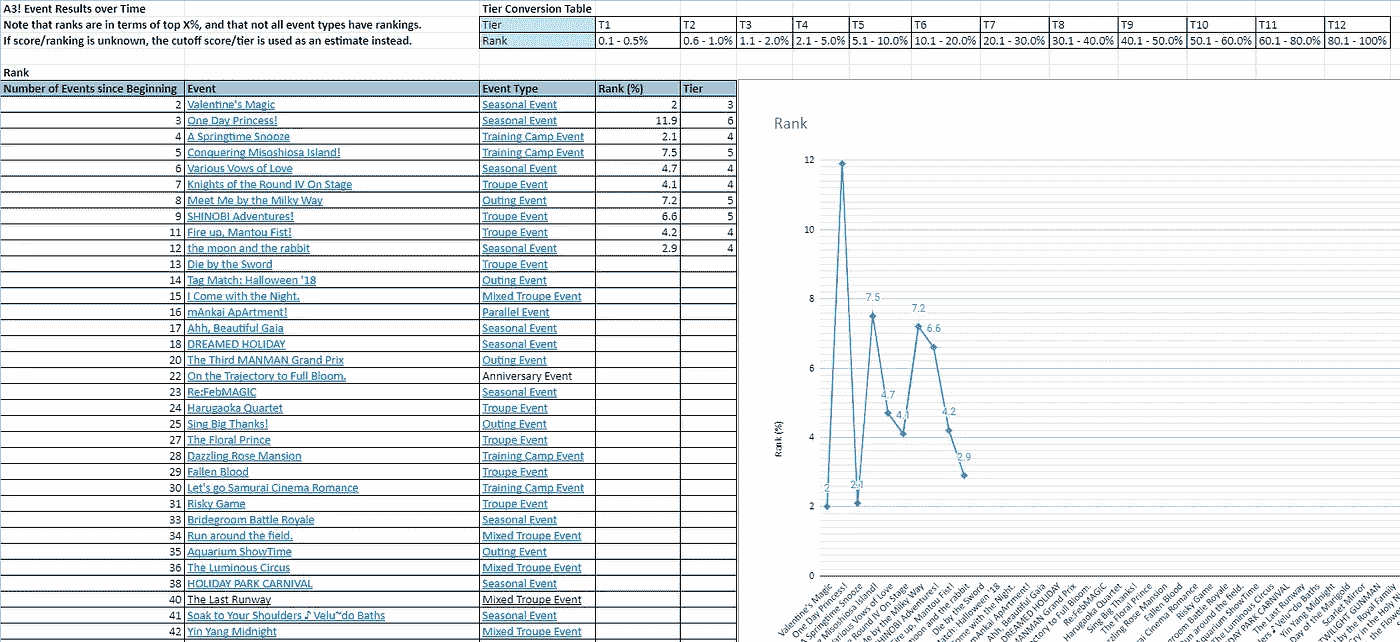 A3! Event Results over Time Tier Conversion Table
Note that ranks are in terms of top X%, and that not all event types have rankings. Tier T1 T2 T3 T4 T5 T6 T7 T8 T9 T10 T11 T12
If score/ranking is unknown, the cutoff score/tier is used as an estimate instead. Rank 0.1 - 0.5% 0.6 - 1.0% 1.1 - 2.0% 2.1 - 5.0% 5.1 - 10.0% 10.1 - 20.0% 20.1 - 30.0% 30.1 - 40.0% 40.1 - 50.0% 50.1 - 60.0% 60.1 - 80.0% 80.1 - 100%
Rank
Number of Events since Beginning Event Event Type Rank (%) Tier
2 Valentine's Magic Seasonal Event 2 3
3 One Day Princess! Seasonal Event 11.9 6
4 A Springtime Snooze Training Camp Event 2.1 4
5 Conquering Misoshiosa Island! Training Camp Event 7.5 5
6 Various Vows of Love Seasonal Event 4.7 4
7 Knights of the Round IV On Stage Troupe Event 4.1 4
8 Meet Me by the Milky Way Outing Event 7.2 5
9 SHINOBI Adventures! Troupe Event 6.6 5
11 Fire up, Mantou Fist! Troupe Event 4.2 4
12 the moon and the rabbit Seasonal Event 2.9 4
13 Die by the Sword Troupe Event
14 Tag Match: Halloween '18 Outing Event
15 I Come with the Night. Mixed Troupe Event
16 mAnkai ApArtment! Parallel Event
17 Ahh, Beautiful Gaia Seasonal Event
18 DREAMED HOLIDAY Seasonal Event
20 The Third MANMAN Grand Prix Outing Event
22 On the Trajectory to Full Bloom. Anniversary Event
23 Re:FebMAGIC Seasonal Event
24 Harugaoka Quartet Troupe Event
25 Sing Big Thanks! Outing Event
27 The Floral Prince Troupe Event
28 Dazzling Rose Mansion Training Camp Event
29 Fallen Blood Troupe Event
30 Let's go Samurai Cinema Romance Training Camp Event
31 Risky Game Troupe Event
33 Bridegroom Battle Royale Seasonal Event
34 Run around the field. Mixed Troupe Event
35 Aquarium ShowTime Outing Event
36 The Luminous Circus Mixed Troupe Event
38 HOLIDAY PARK CARNIVAL Seasonal Event
40 The Last Runway Mixed Troupe Event
41 Soak to Your Shoulders ♪ Velu~do Baths Seasonal Event
42 Yin Yang Midnight Mixed Troupe Event
Rank
12
10
8
6
4
2
0
Rank (%)
2
2.1
7.5
4.7
4.1
7.2
6.6
4.2
2.9
Valentine's Magic
One Day Princess!
Springtime Snooze
Misoshiosa Island!
Various Vows of Love
Round IV On Stage
by the Milky Way
Adventures!
Mantou Fist!
and the rabbit
Die by the Sword
Halloween '18
with the Night.
mAnkai ApArtment!
Ahh, Beautiful Gaia
DREAMED HOLIDAY
MANMAN Grand Prix
to Full Bloom.
Re:FebMAGIC
Harugaoka Quartet
Sing Big Thanks!
The Floral Prince
Rose Mansion
Fallen Blood
Cinema Romance
Risky Game
Battle Royale
around the field.
Aquarium ShowTime
Luminous Circus
PARK CARNIVAL
The Last Runway
Velu~do Baths
Yin Yang Midnight
of the Marigold
Scarlet Mirror
GUNMAN
by the Royal Family